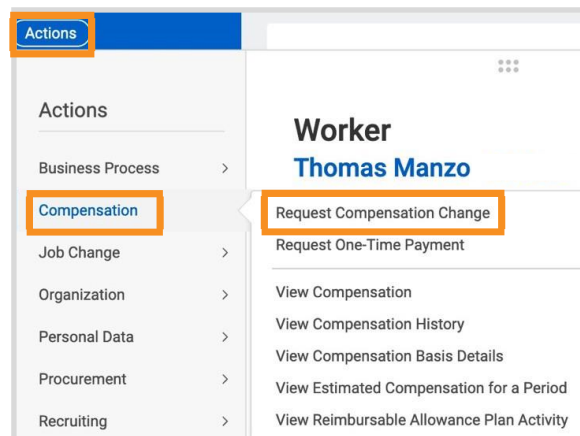 Actions
Actions
Worker
Thomas Manzo
Business Process
Compensation
Job Change
Organization
Personal Data
Procurement
Recruiting
Request Compensation Change
Request One-Time Payment
View Compensation
View Compensation History
View Compensation Basis Details
View Estimated Compensation for a Period
View Reimbursable Allowance Plan Activity